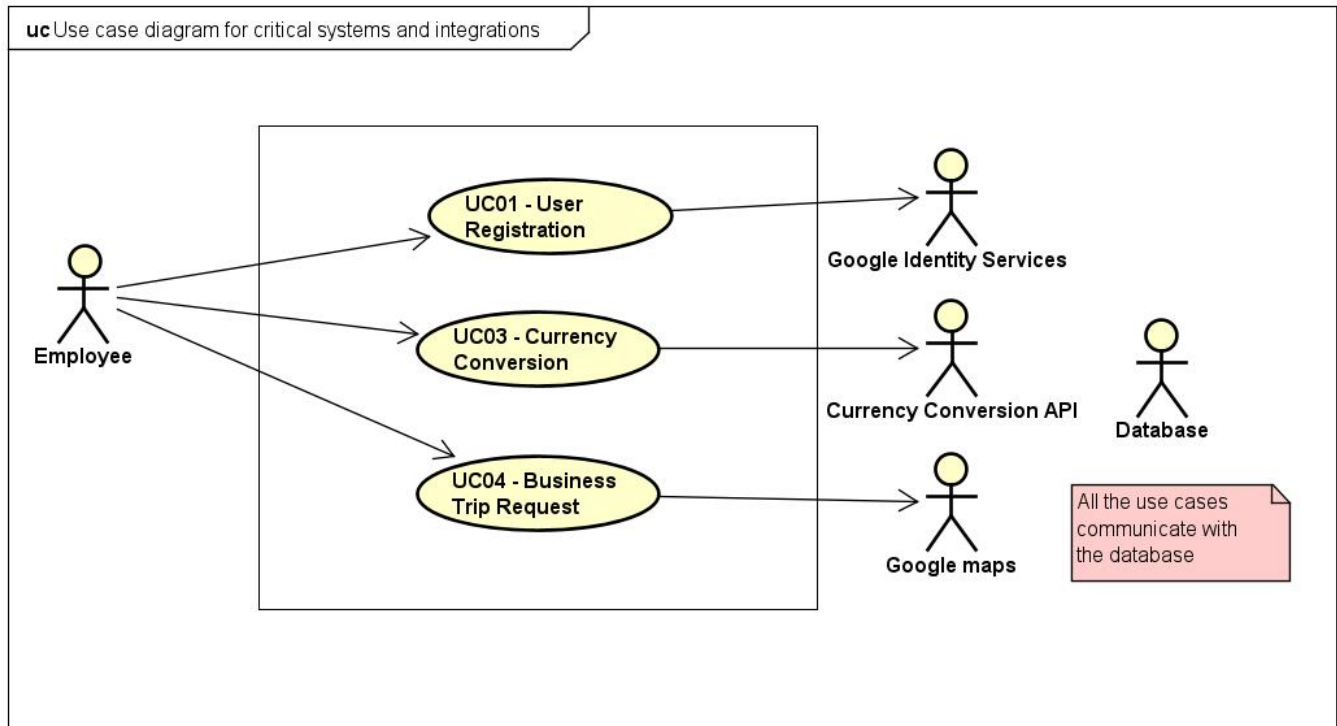 uc Use case diagram for critical systems and integrations
UC01 - User
Registration
Google Identity Services
Employee
UC03 - Currency
Conversion
Currency Conversion API
Database
UC04 - Business
Trip Request
Google maps
All the use cases
communicate with
the database